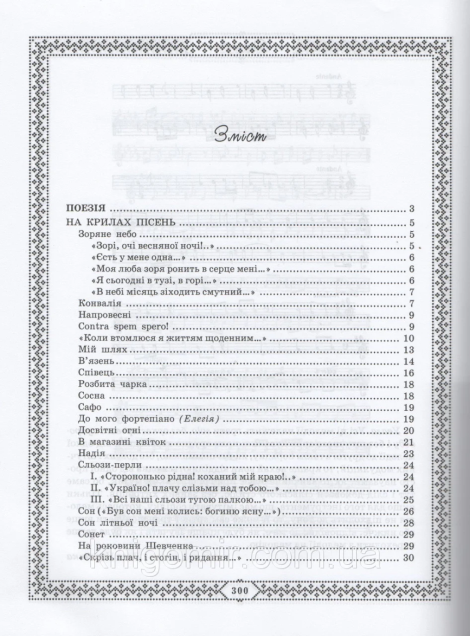 Зміст
ПОЕЗІЯ ... 3
НА КРИЛАХ ПІСЕНЬ ... 5
Зоряне небо ... 5
«Зорі, очі весняної ночі!..» ... 5
«Єсть у мене одна...» ... 6
«Моя люба зоря ронить в серце мені...» ... 6
«Я сьогодні в тузі, в горі...» ... 6
«В небі місяць зіходить смутний...» ... 7
Конвалія ... 7
Напровесні ... 9
Contra spem spero! ... 9
«Коли втомлюся я життям щоденним...» ... 10
Мій шлях ... 13
В'язень ... 14
Співець ... 16
Розбита чарка ... 18
Сосна ... 18
Сафо ... 19
До мого фортепіано (Елегія) ... 19
Досвітні огні ... 20
В магазині квіток ... 21
Надія ... 23
Сльози-перли ... 24
I. «Сторононько рідна! коханий мій краю!..» ... 24
II. «Україно! плачу слізьми над тобою...» ... 24
III. «Всі наші сльози тугою палкою...» ... 25
Сон («Був сон мені колись: богиню ясну...») ... 26
Сон літньої ночі ... 28
Сонет ... 29
На роковини Шевченка ... 29
«Скрізь плач, і стогін, і ридання...» ... 30
300